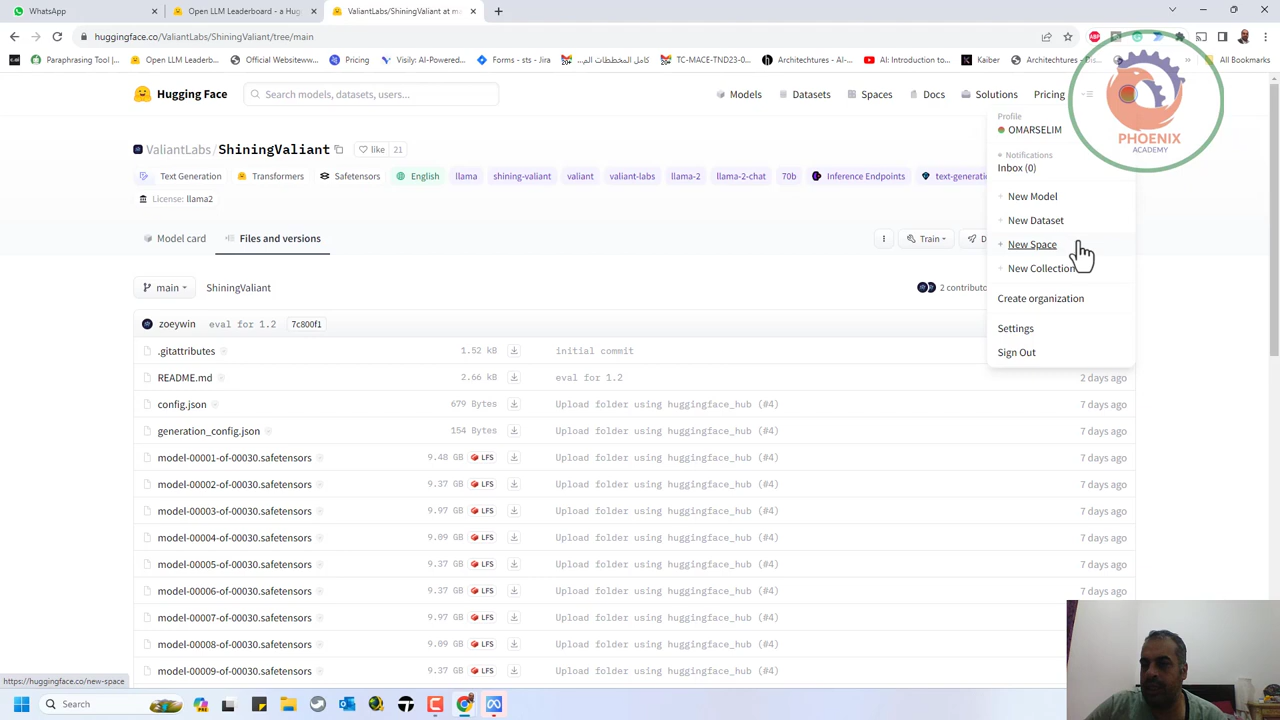 WhatsApp
Open LLM Leaderboard - a Hug
ValiantLabs/ShiningValiant at m
huggingface.co/ValiantLabs/ShiningValiant/tree/main
Paraphrasing Tool |...
Open LLM Leaderbo...
Official Websiteww...
Pricing
Visily: AI-Powered...
Forms - sts - Jira
كامل المخططات الم...
TC-MACE-TND23-0...
Architechtures - AI-...
AI: Introduction to...
Kaiber
Architechtures - D...
»
All Bookmarks
Hugging Face
Search models, datasets, users...
Models
Datasets
Spaces
Docs
Solutions
Pricing
PHOENIX
ACADEMY
Profile
OMARSELIM
Notifications
Inbox (0)
+ New Model
+ New Dataset
+ New Space
+ New Collection
Create organization
Settings
Sign Out
ValiantLabs/ShiningValiant
like 21
Text Generation
Transformers
Safetensors
English
llama
shining-valiant
valiant
valiant-labs
llama-2
llama-2-chat
70b
Inference Endpoints
text-generati
License: llama2
Model card
Files and versions
Train
D
main
ShiningValiant
2 contributo
zoeywin eval for 1.2 7c800f1
.gitattributes 1.52 kB initial commit
README.md 2.66 kB eval for 1.2 2 days ago
config.json 679 Bytes Upload folder using huggingface_hub (#4) 7 days ago
generation_config.json 154 Bytes Upload folder using huggingface_hub (#4) 7 days ago
model-00001-of-00030.safetensors 9.48 GB LFS Upload folder using huggingface_hub (#4) 7 days ago
model-00002-of-00030.safetensors 9.37 GB LFS Upload folder using huggingface_hub (#4) 7 days ago
model-00003-of-00030.safetensors 9.97 GB LFS Upload folder using huggingface_hub (#4) 7 days ago
model-00004-of-00030.safetensors 9.09 GB LFS Upload folder using huggingface_hub (#4) 7 days ago
model-00005-of-00030.safetensors 9.37 GB LFS Upload folder using huggingface_hub (#4) 7 days ago
model-00006-of-00030.safetensors 9.37 GB LFS Upload folder using huggingface_hub (#4) 7 days ago
model-00007-of-00030.safetensors 9.97 GB LFS Upload folder using huggingface_hub (#4)
model-00008-of-00030.safetensors 9.09 GB LFS Upload folder using huggingface_hub (#4)
model-00009-of-00030.safetensors 9.37 GB LFS Upload folder using huggingface_hub (#4)
https://huggingface.co/new-space
Search